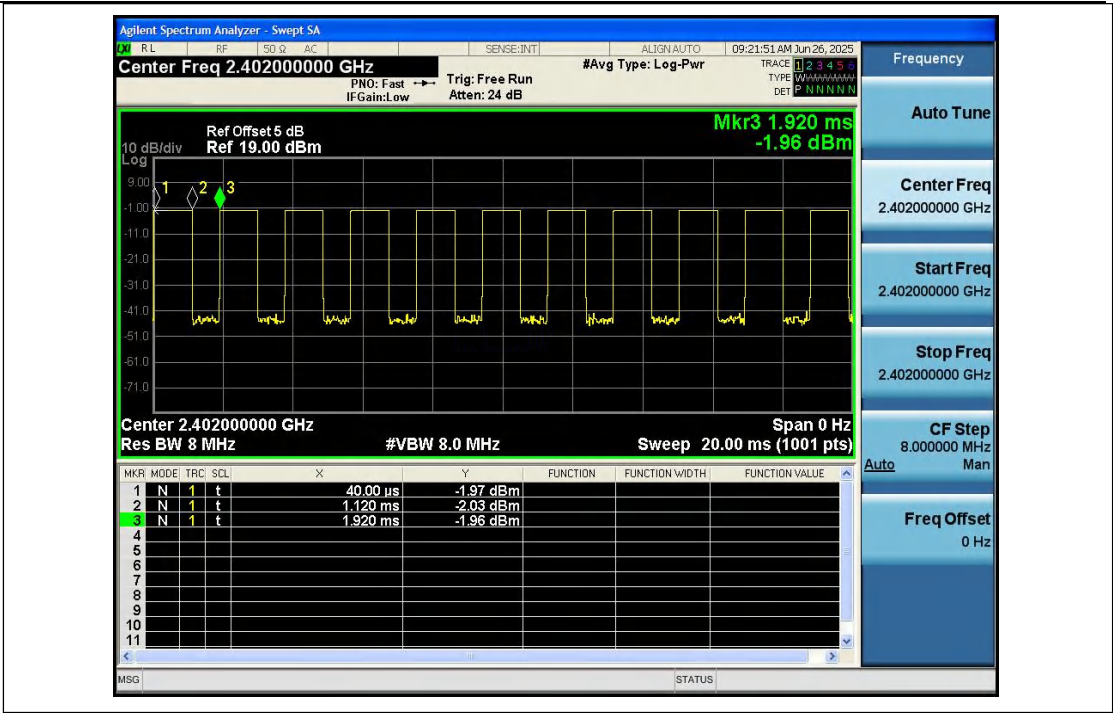 Agilent Spectrum Analyzer - Swept SA
LXI RL RF 50 Ω AC SENSE:INT ALIGN AUTO 09:21:51 AM Jun 26, 2025
Center Freq 2.402000000 GHz
PNO: Fast
IFGain:Low
Trig: Free Run
Atten: 24 dB
#Avg Type: Log-Pwr
TRACE 1 2 3 4 5 6
TYPE W
DET P N N N N N
Ref Offset 5 dB
10 dB/div Ref 19.00 dBm
Log
Mkr3 1.920 ms
-1.96 dBm
9.00
-1.00
-11.0
-21.0
-31.0
-41.0
-51.0
-61.0
-71.0
1 2 3
Center 2.402000000 GHz Span 0 Hz
Res BW 8 MHz #VBW 8.0 MHz Sweep 20.00 ms (1001 pts)
MKR MODE TRC SCL X Y FUNCTION FUNCTION WIDTH FUNCTION VALUE
1 N 1 t 40.00 µs -1.97 dBm
2 N 1 t 1.120 ms -2.03 dBm
3 N 1 t 1.920 ms -1.96 dBm
4
5
6
7
8
9
10
11
MSG STATUS
Frequency
Auto Tune
Center Freq
2.402000000 GHz
Start Freq
2.402000000 GHz
Stop Freq
2.402000000 GHz
CF Step
8.000000 MHz
Auto Man
Freq Offset
0 Hz